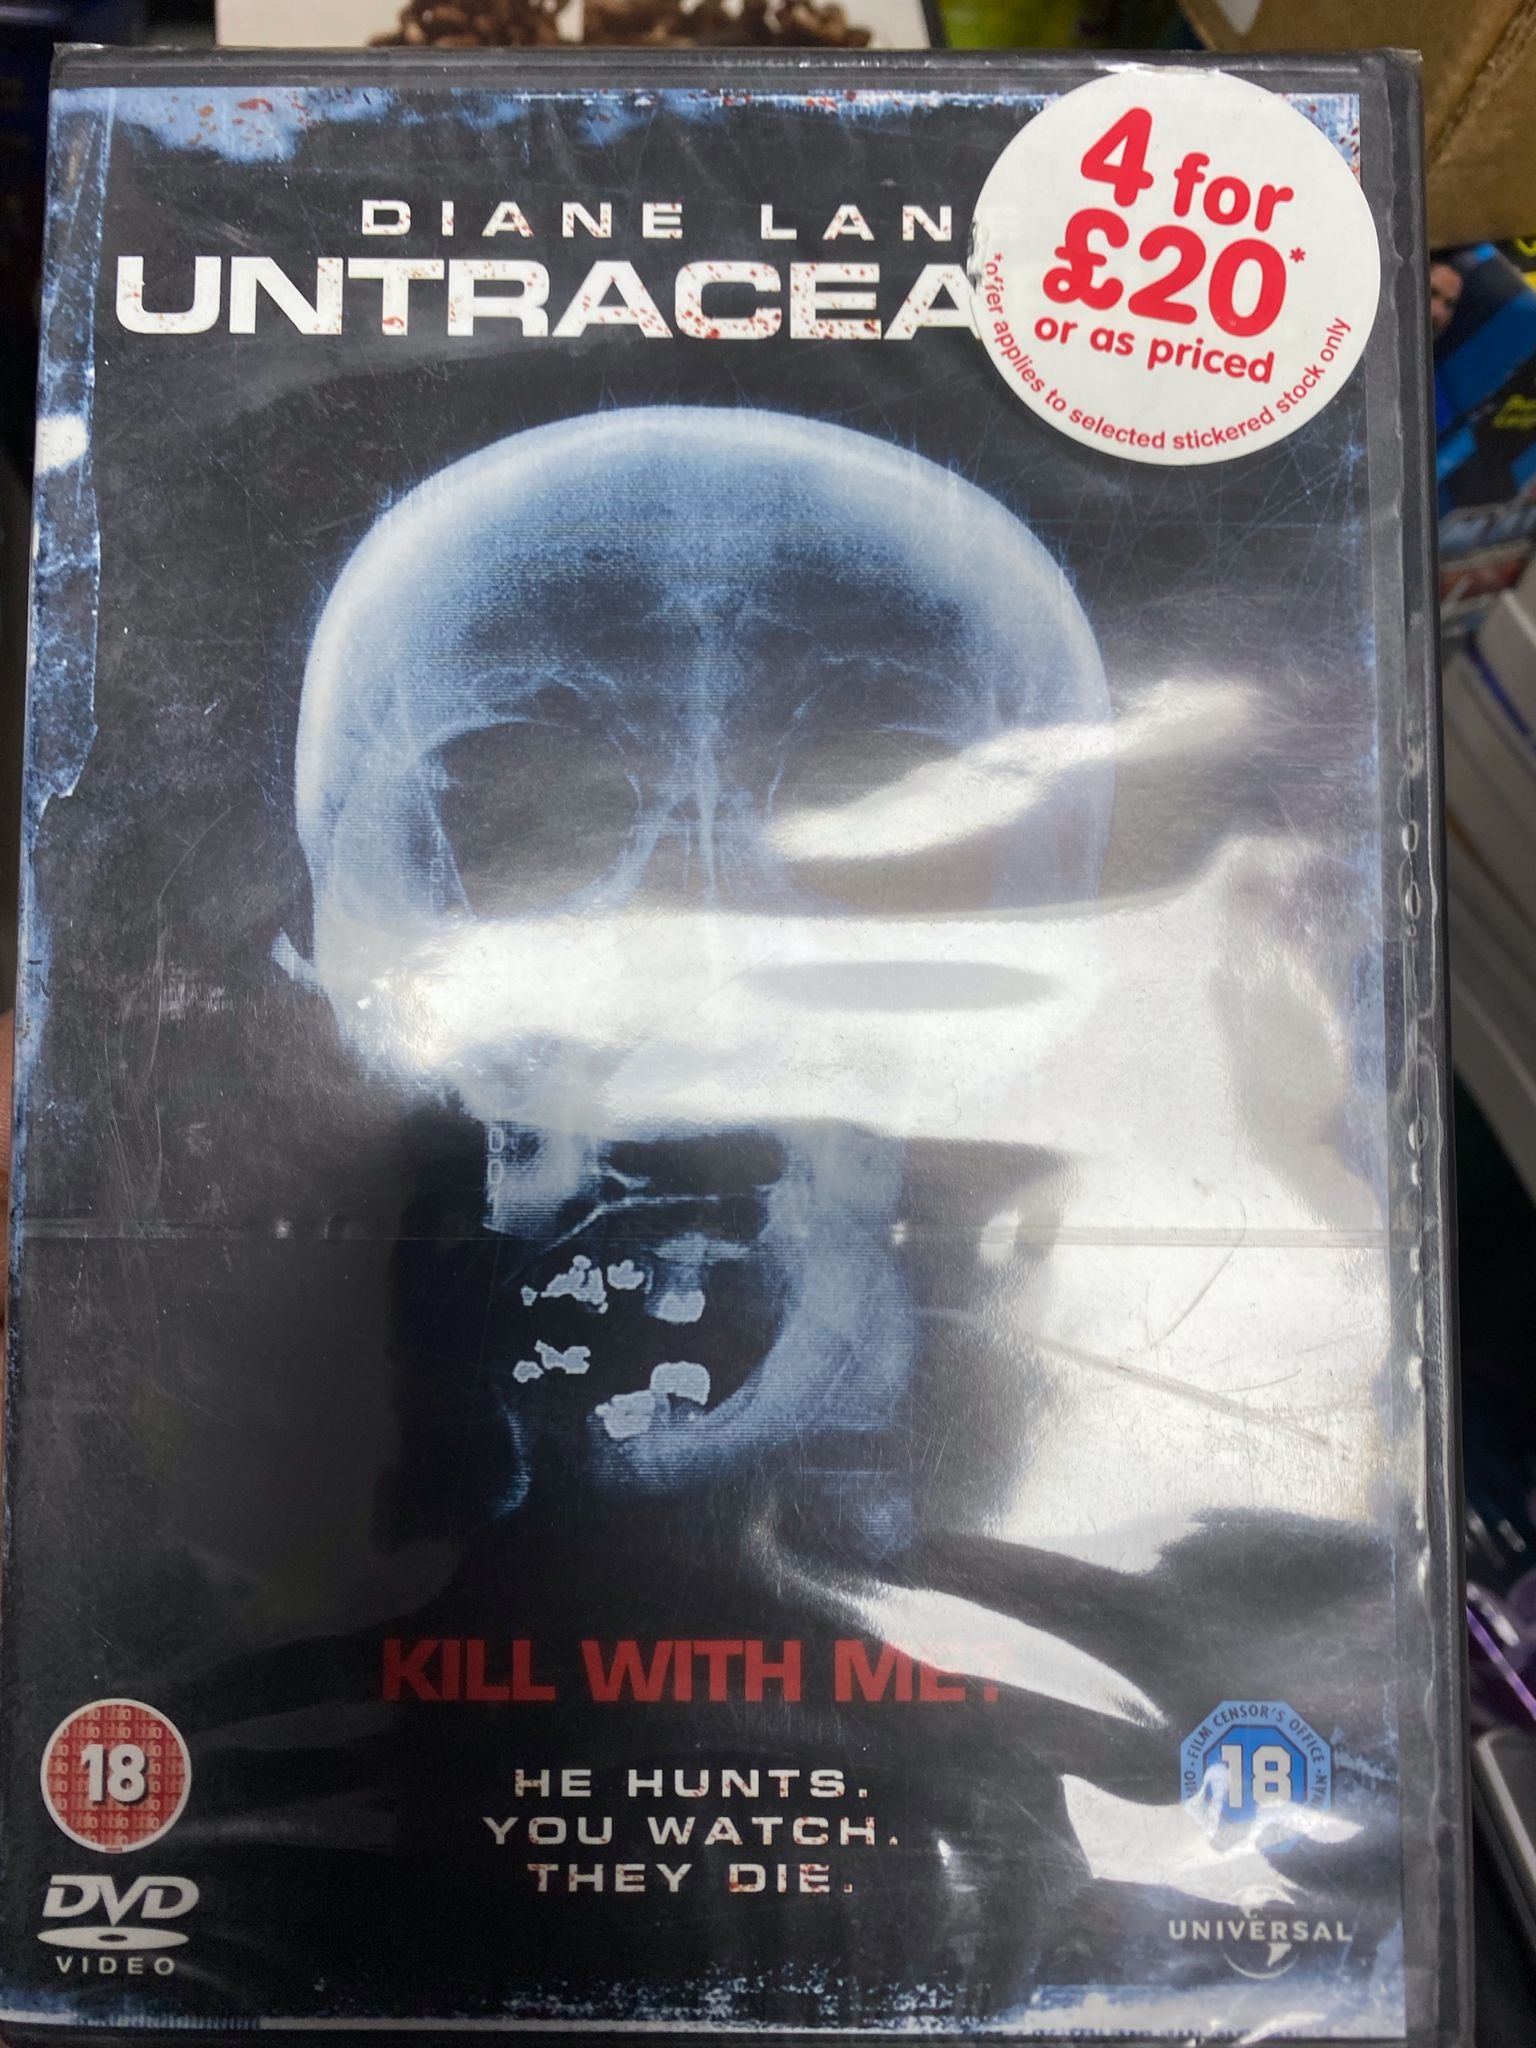 DIANE LANE
UNTRACEA
4 for
£20*
or as priced
*offer applies to selected stickered stock only
KILL WITH ME?
HE HUNTS.
YOU WATCH.
THEY DIE.
18
DVD
VIDEO
FILM CENSOR'S OFFICE
18
UNIVERSAL